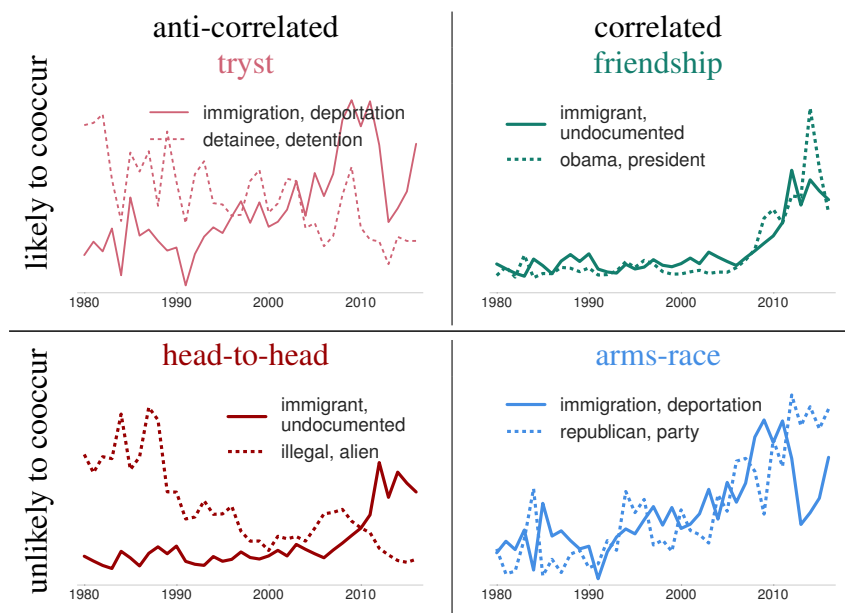 anti-correlated
correlated
likely to cooccur
tryst
immigration, deportation
detainee, detention
1980 1990 2000 2010
friendship
immigrant,
undocumented
obama, president
1980 1990 2000 2010
unlikely to cooccur
head-to-head
immigrant,
undocumented
illegal, alien
1980 1990 2000 2010
arms-race
immigration, deportation
republican, party
1980 1990 2000 2010